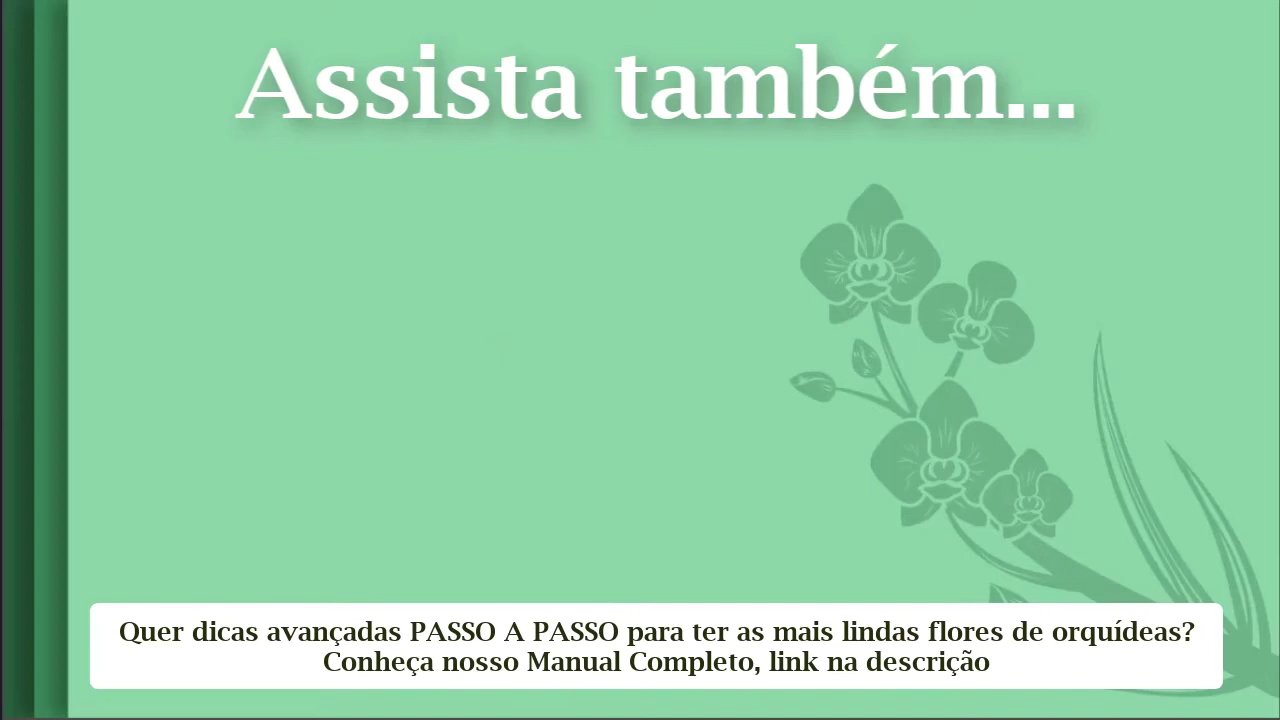 Assista também...
Quer dicas avançadas PASSO A PASSO para ter as mais lindas flores de orquídeas?
Conheça nosso Manual Completo, link na descrição